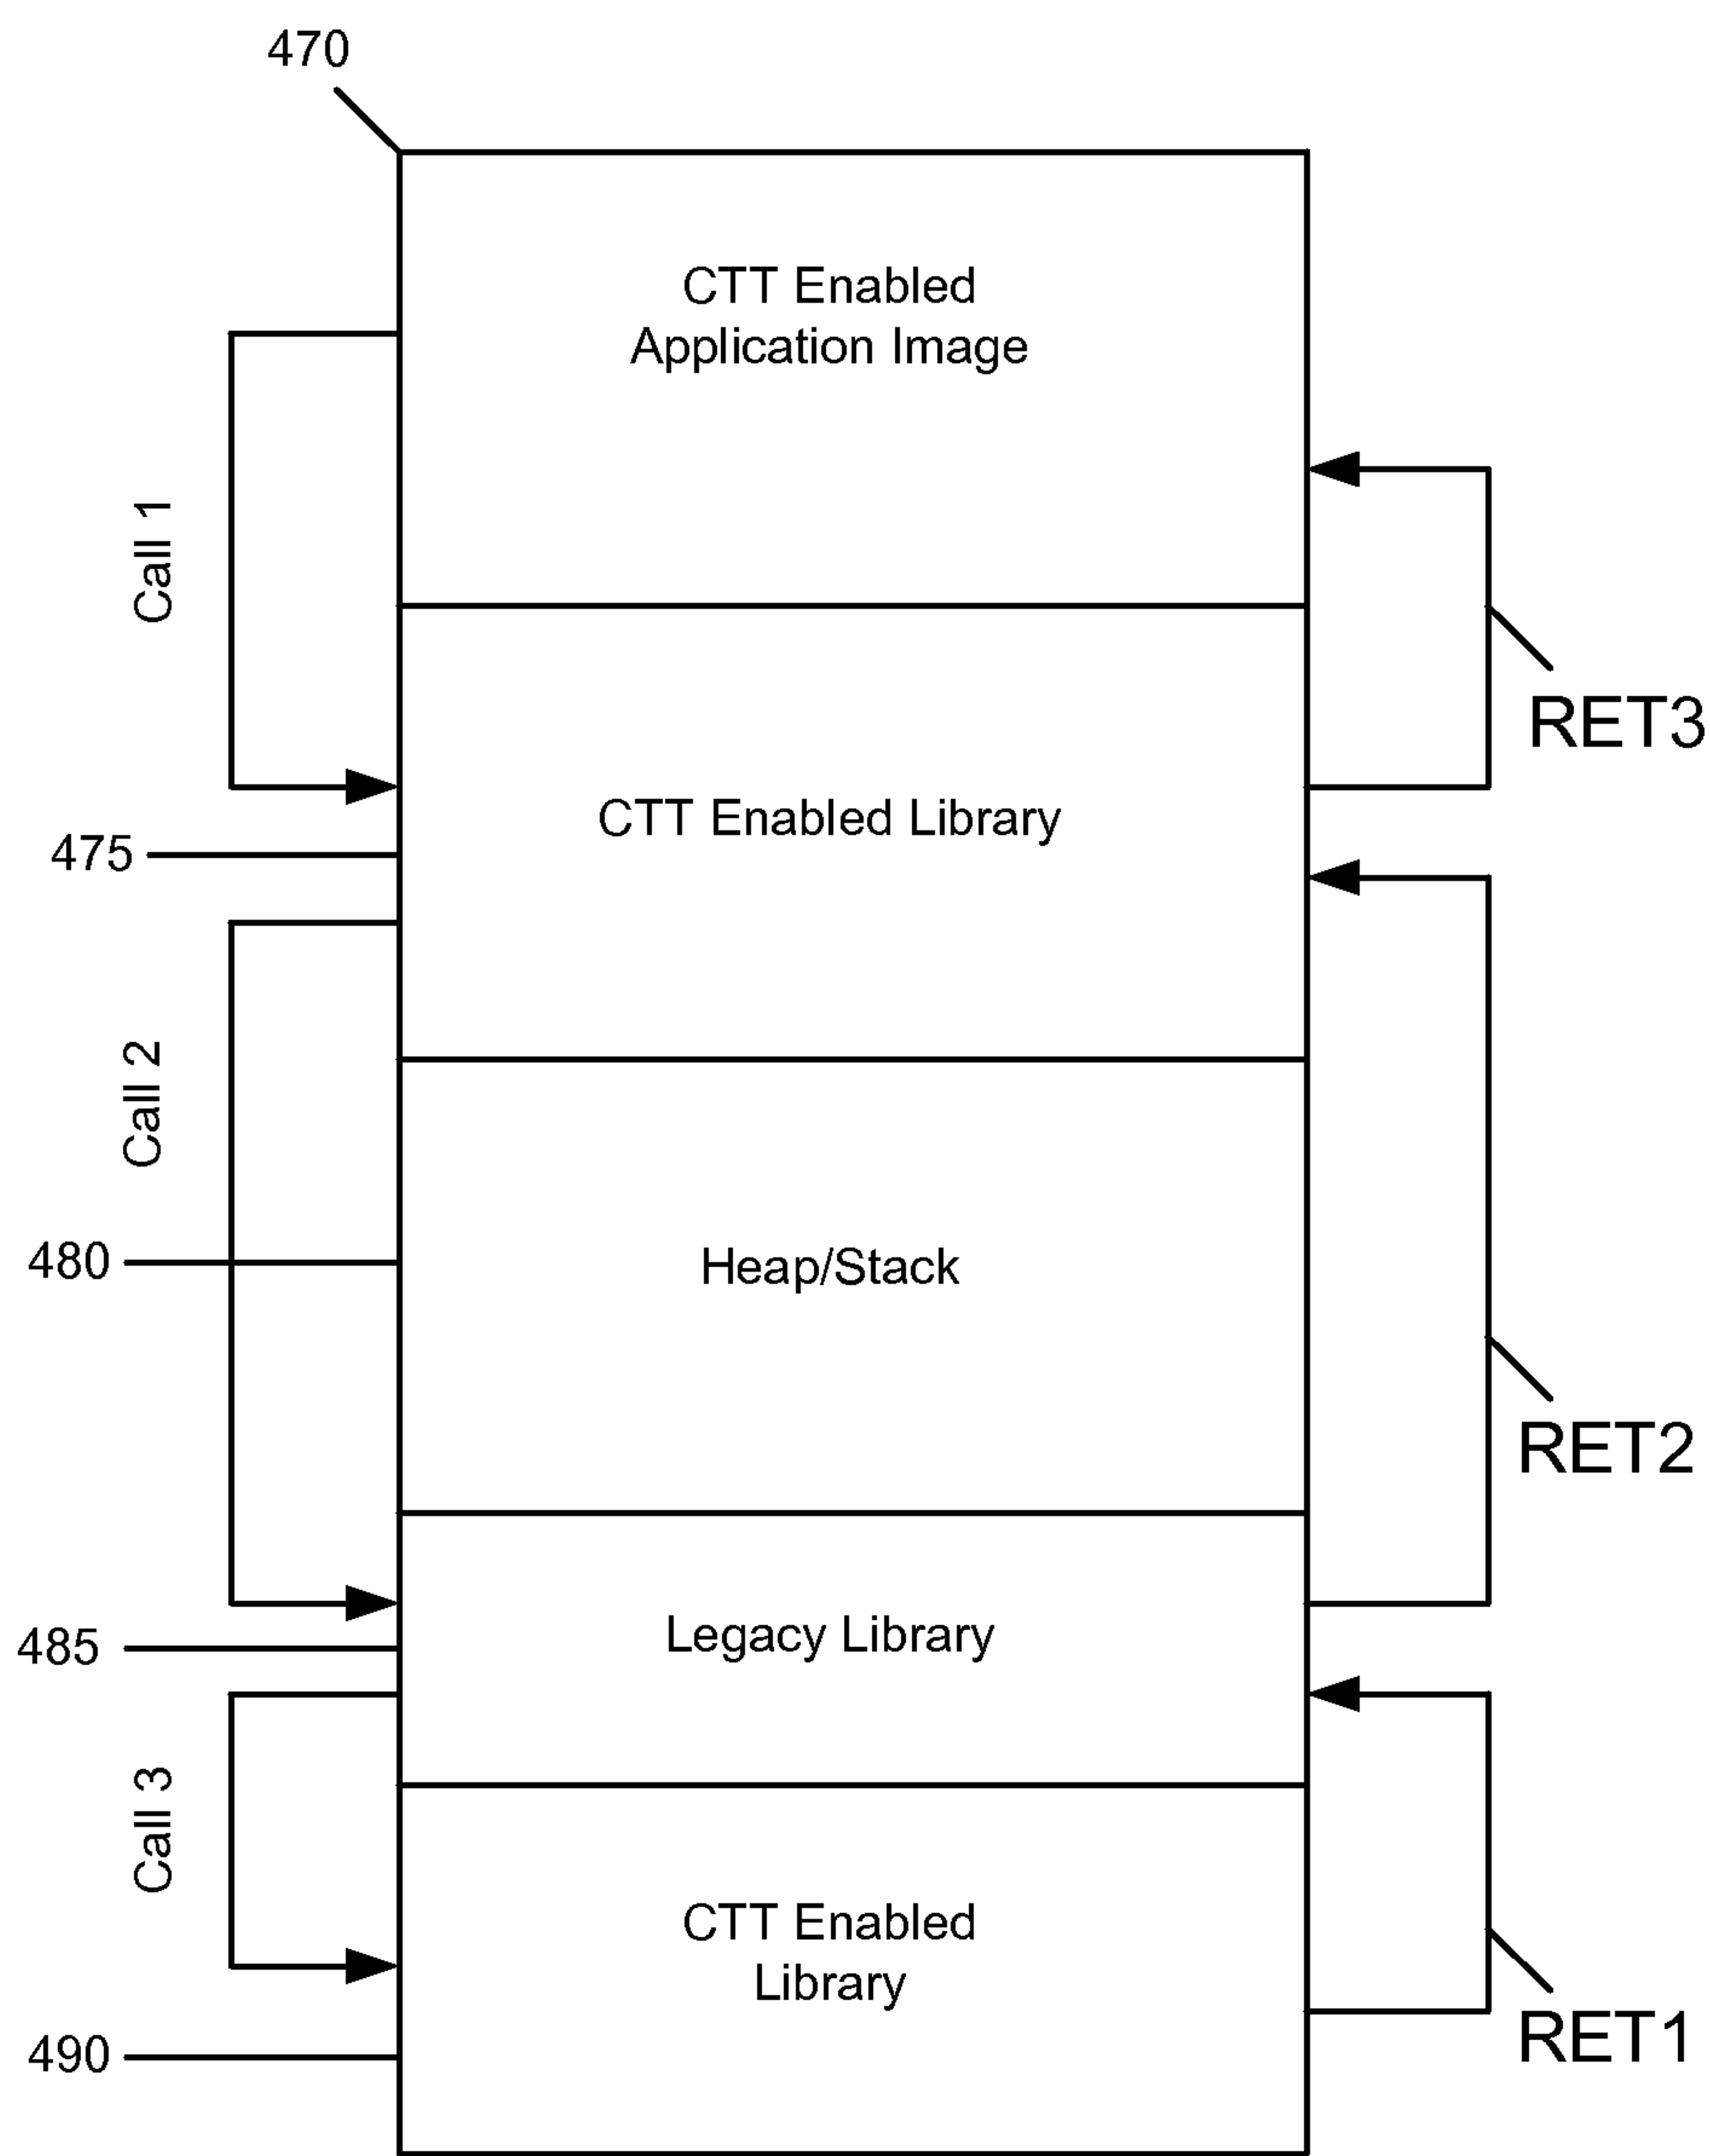 470
CTT Enabled
Application Image
Call 1
RET3
CTT Enabled Library
475
Call 2
480
Heap/Stack
RET2
Legacy Library
485
Call 3
CTT Enabled
Library
RET1
490